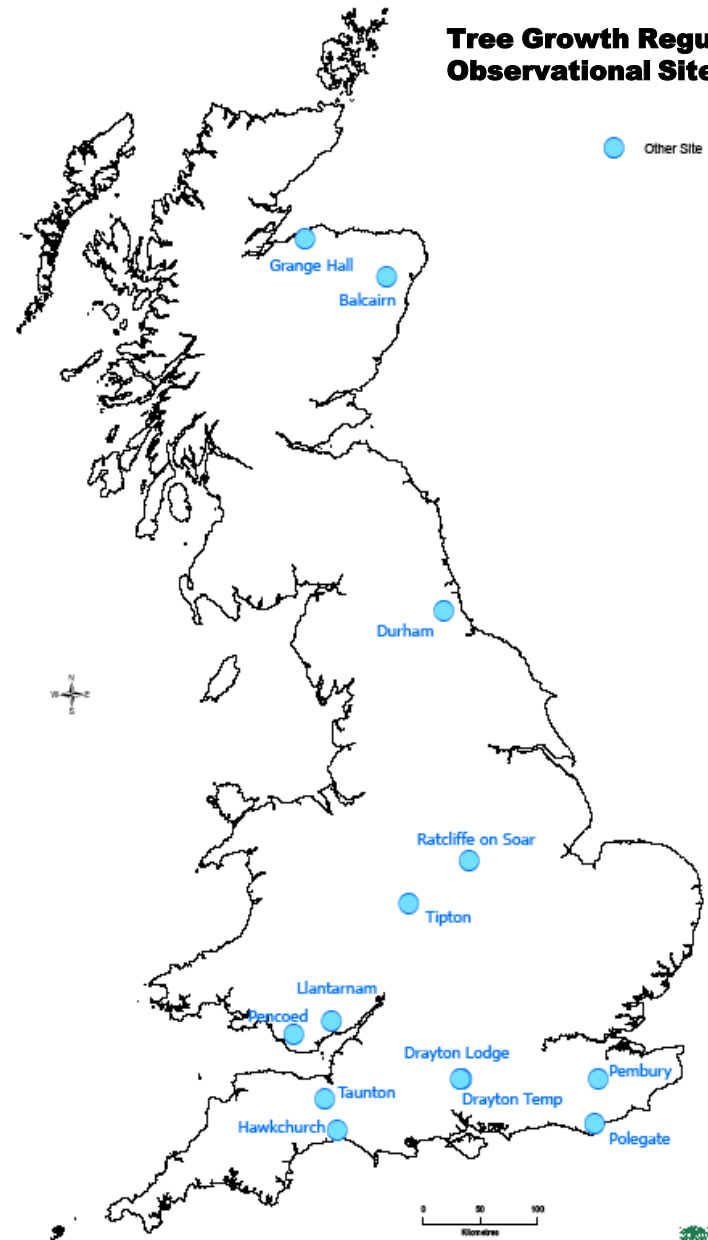 Tree Growth Regu
Observational Site
Other Site
Grange Hall
Balcairn
Durham
N
W E
S
Ratcliffe on Soar
Tipton
Llantarnam
Pencoed
Drayton Lodge
Pembury
Taunton
Drayton Temp
Hawkchurch
Polegate
0 50 100
Kilometres